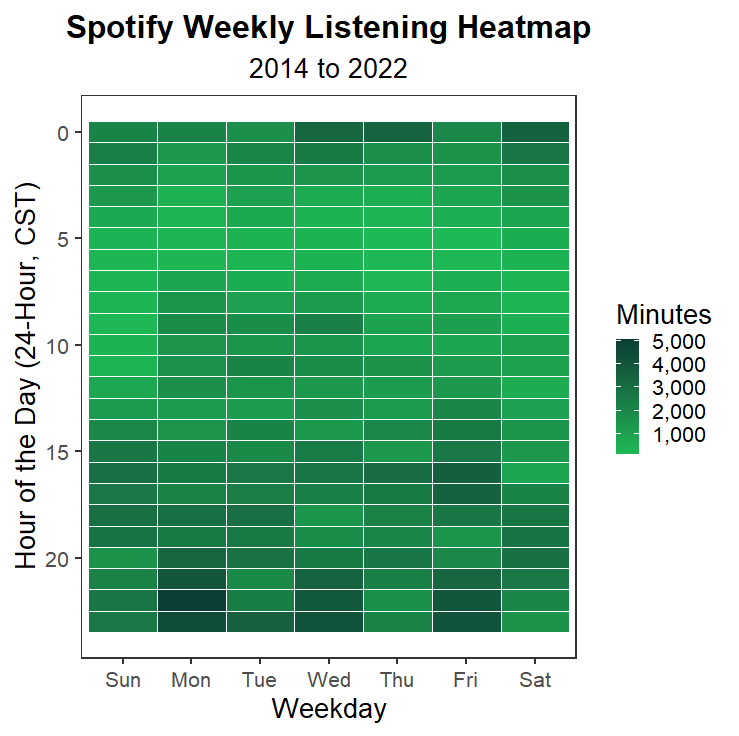 Spotify Weekly Listening Heatmap
2014 to 2022
Hour of the Day (24-Hour, CST)
0
5
10
15
20
Sun Mon Tue Wed Thu Fri Sat
Weekday
Minutes
5,000
4,000
3,000
2,000
1,000